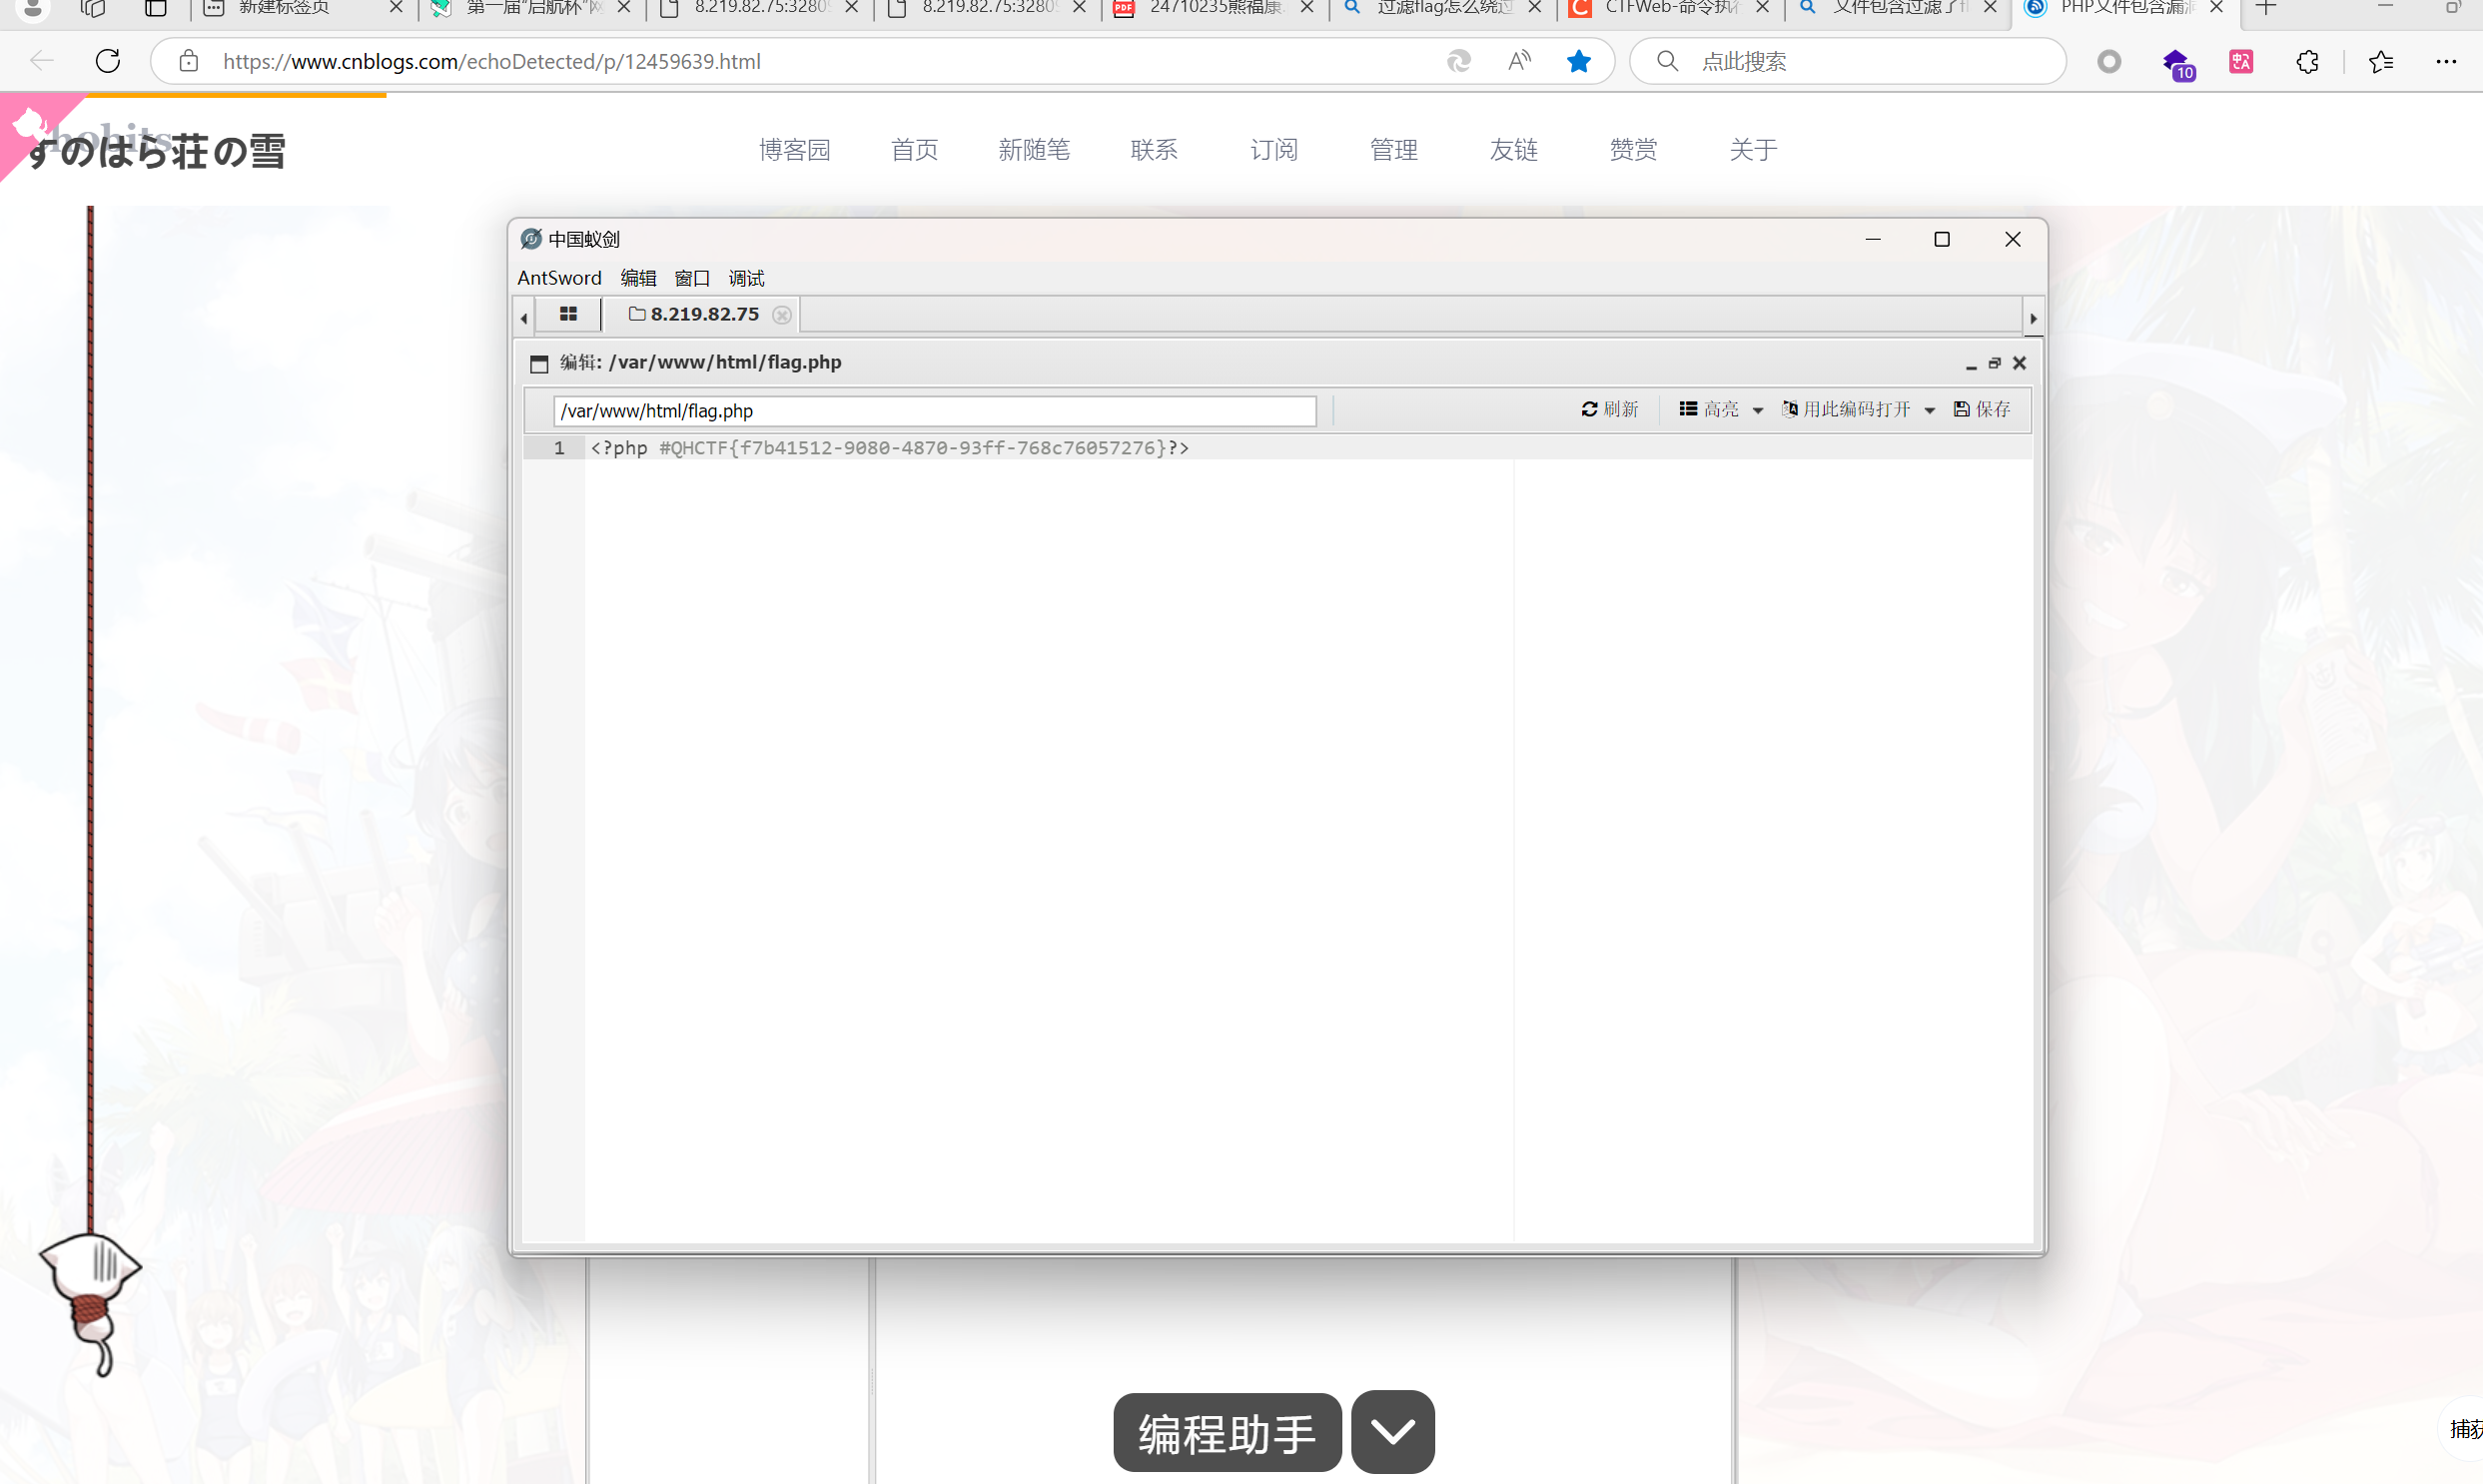 新建标签页
第一届"启航杯"网
8.219.82.75:3280
8.219.82.75:3280
24710235熊福康
过滤flag怎么绕过
CTFWeb-命令执行
文件包含过滤了fl
PHP文件包含漏洞
https://www.cnblogs.com/echoDetected/p/12459639.html
点此搜索
10
すのはら荘の雪
博客园 首页 新随笔 联系 订阅 管理 友链 赞赏 关于
中国蚁剑
AntSword 编辑 窗口 调试
8.219.82.75
编辑: /var/www/html/flag.php
/var/www/html/flag.php
刷新 高亮 用此编码打开 保存
1 <?php #QHCTF{f7b41512-9080-4870-93ff-768c76057276}?>
编程助手
捕获